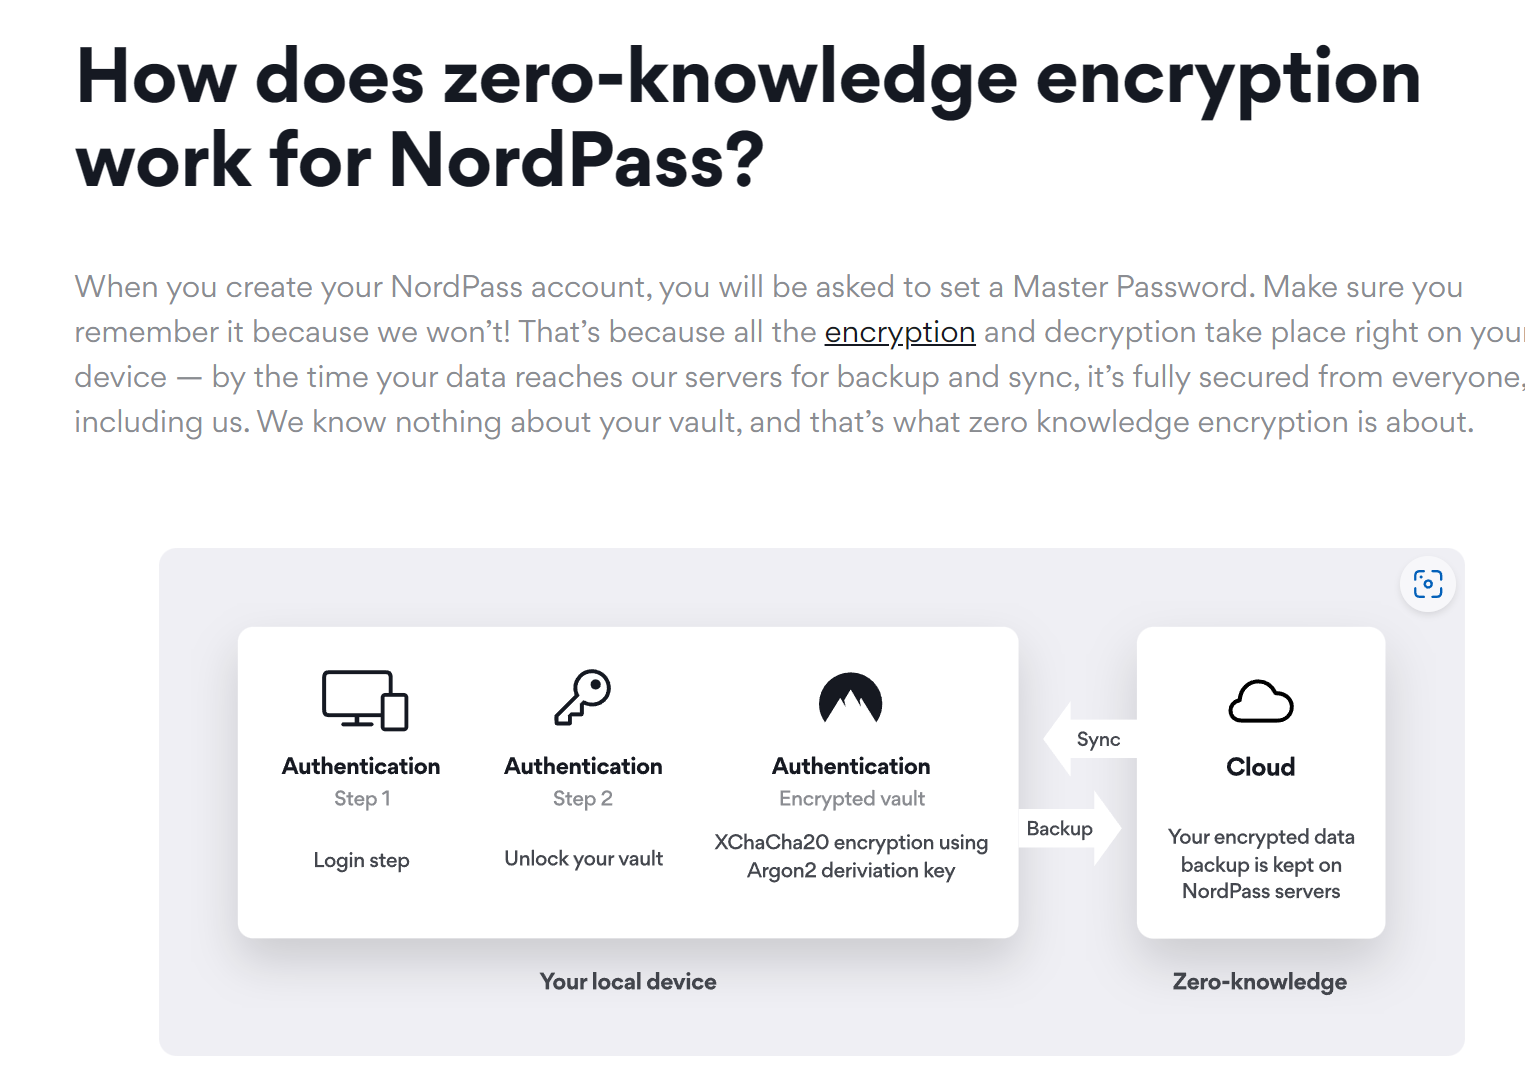 How does zero-knowledge encryption
work for NordPass?
When you create your NordPass account, you will be asked to set a Master Password. Make sure you
remember it because we won't! That's because all the encryption and decryption take place right on your
device — by the time your data reaches our servers for backup and sync, it's fully secured from everyone,
including us. We know nothing about your vault, and that's what zero knowledge encryption is about.
Authentication
Step 1
Login step
Authentication
Step 2
Unlock your vault
Authentication
Encrypted vault
XChaCha20 encryption using
Argon2 deriviation key
Sync
Backup
Cloud
Your encrypted data
backup is kept on
NordPass servers
Your local device
Zero-knowledge